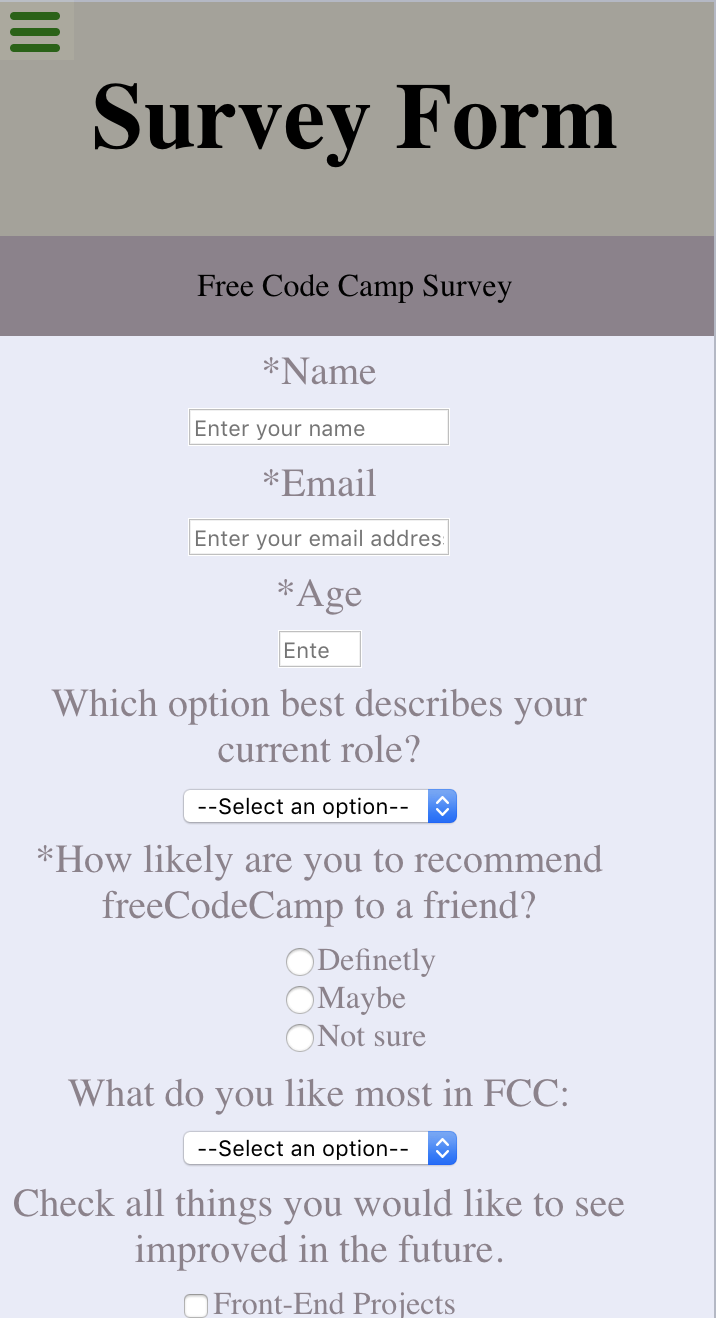 Survey Form
Free Code Camp Survey
*Name
Enter your name
*Email
Enter your email addres
*Age
Ente
Which option best describes your
current role?
--Select an option--
*How likely are you to recommend
freeCodeCamp to a friend?
Definetly
Maybe
Not sure
What do you like most in FCC:
--Select an option--
Check all things you would like to see
improved in the future.
Front-End Projects